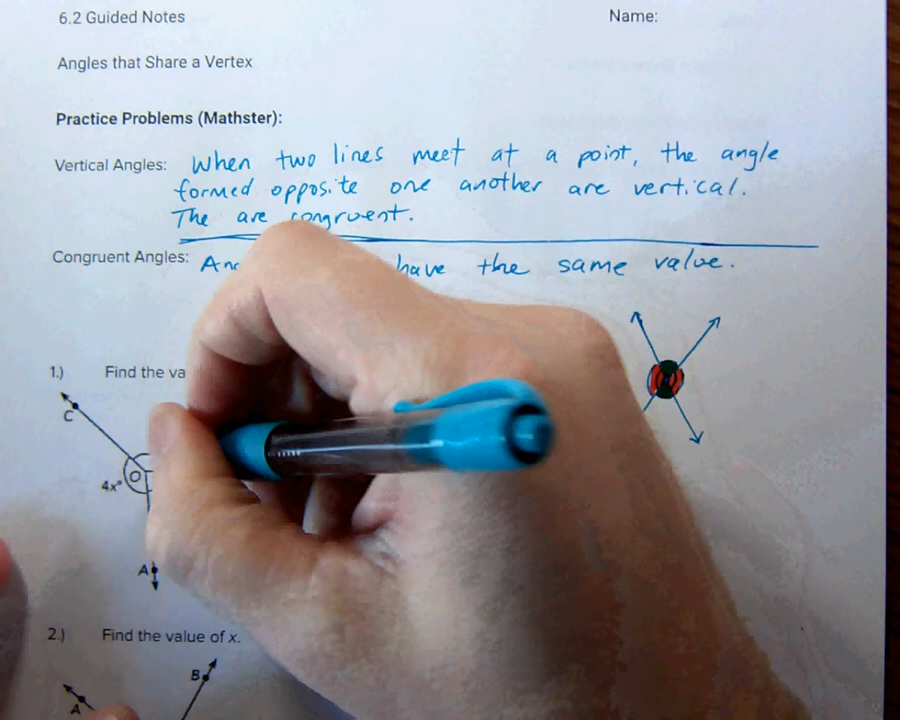 6.2 Guided Notes
Name:
Angles that Share a Vertex
Practice Problems (Mathster):
Vertical Angles: When two lines meet at a point, the angle
formed opposite one another are vertical.
The are congruent.
Congruent Angles: have the same value.
1.) Find the
C
O
4x°
A
2.) Find the value of x.
B
A